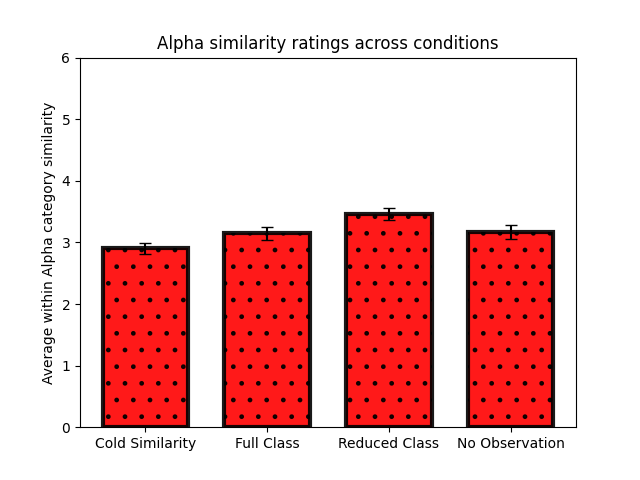 Alpha similarity ratings across conditions
Average within Alpha category similarity
6
5
4
3
2
1
0
Cold Similarity Full Class Reduced Class No Observation